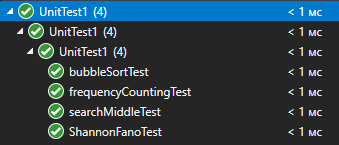 UnitTest1 (4) < 1 мс
UnitTest1 (4) < 1 мс
UnitTest1 (4) < 1 мс
bubbleSortTest < 1 мс
frequencyCountingTest < 1 мс
searchMiddleTest < 1 мс
ShannonFanoTest < 1 мс